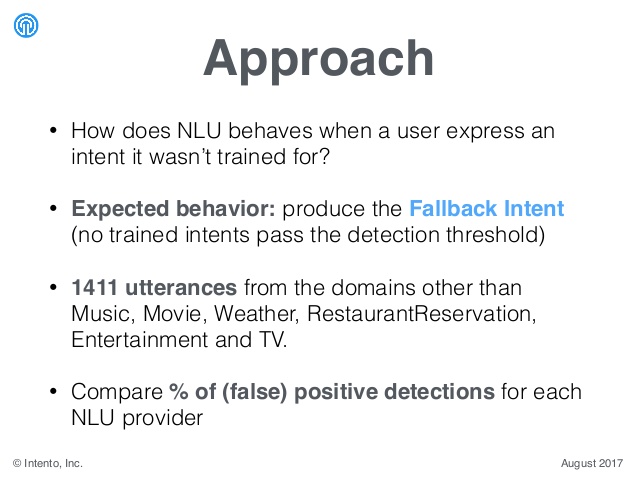 Approach
• How does NLU behaves when a user express an
intent it wasn't trained for?
• Expected behavior: produce the Fallback Intent
(no trained intents pass the detection threshold)
• 1411 utterances from the domains other than
Music, Movie, Weather, RestaurantReservation,
Entertainment and TV.
• Compare % of (false) positive detections for each
NLU provider
© Intento, Inc.
August 2017